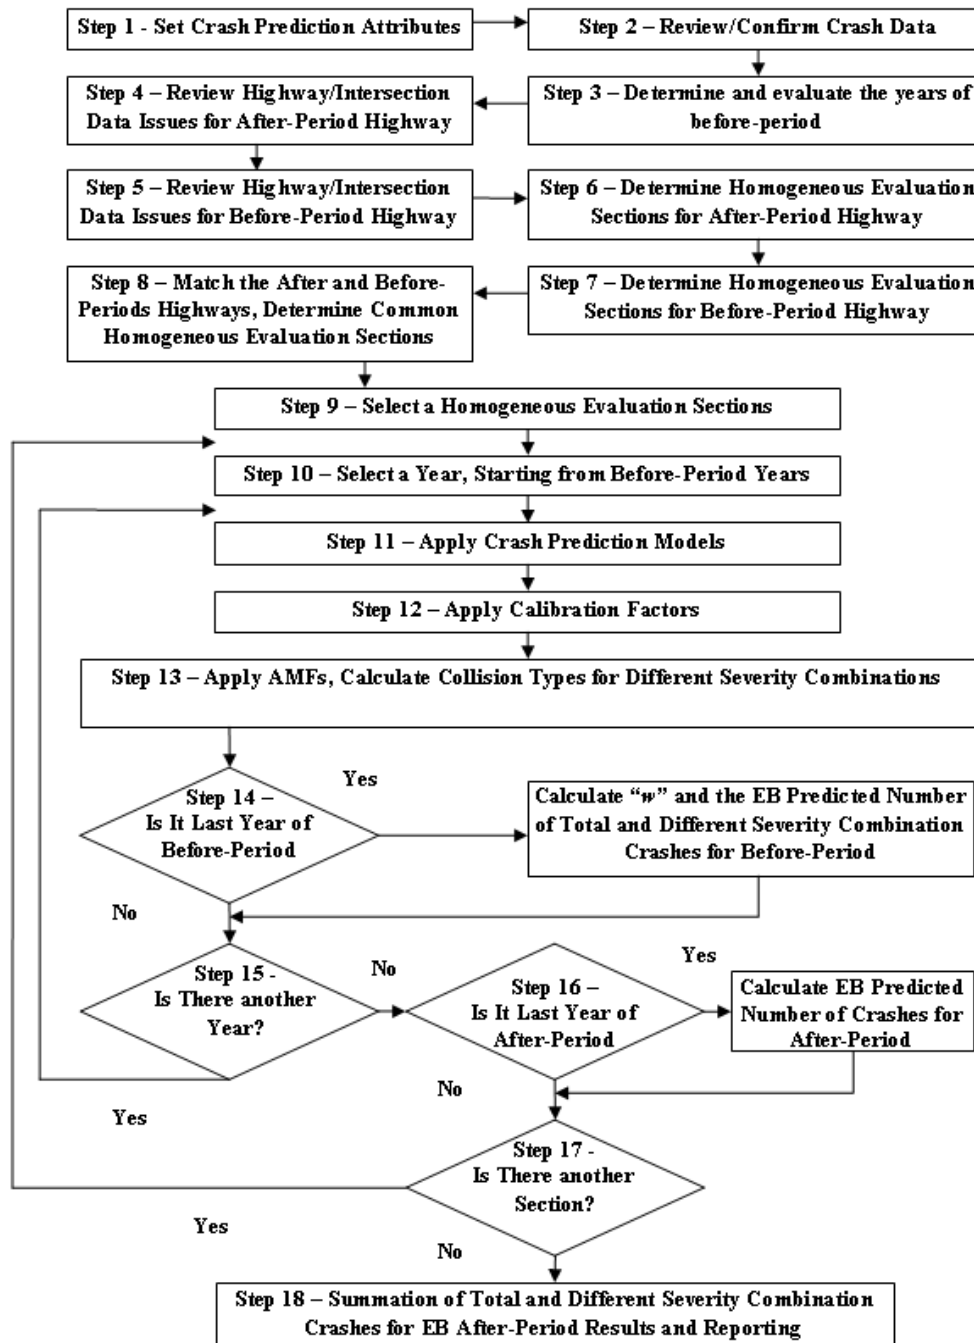 Step 1 - Set Crash Prediction Attributes
Step 2 – Review/Confirm Crash Data
Step 4 – Review Highway/Intersection
Data Issues for After-Period Highway
Step 3 – Determine and evaluate the years of
before-period
Step 5 – Review Highway/Intersection
Data Issues for Before-Period Highway
Step 6 – Determine Homogeneous Evaluation
Sections for After-Period Highway
Step 8 – Match the After and Before-
Periods Highways, Determine Common
Homogeneous Evaluation Sections
Step 7 – Determine Homogeneous Evaluation
Sections for Before-Period Highway
Step 9 – Select a Homogeneous Evaluation Sections
Step 10 – Select a Year, Starting from Before-Period Years
Step 11 – Apply Crash Prediction Models
Step 12 – Apply Calibration Factors
Step 13 – Apply AMFs, Calculate Collision Types for Different Severity Combinations
Step 14 –
Is It Last Year of
Before-Period
Yes
Calculate “w” and the EB Predicted Number
of Total and Different Severity Combination
Crashes for Before-Period
No
Step 15 -
Is There another
Year?
No
Step 16 –
Is It Last Year of
After-Period
Yes
Calculate EB Predicted
Number of Crashes for
After-Period
No
Yes
Step 17 -
Is There another
Section?
Yes
No
Step 18 – Summation of Total and Different Severity Combination
Crashes for EB After-Period Results and Reporting